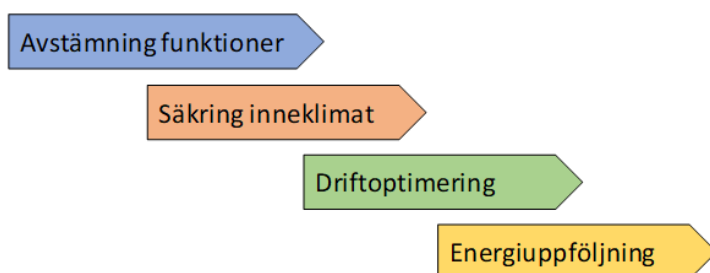 Avstämning funktioner
Säkring inneklimat
Driftoptimering
Energiuppföljning